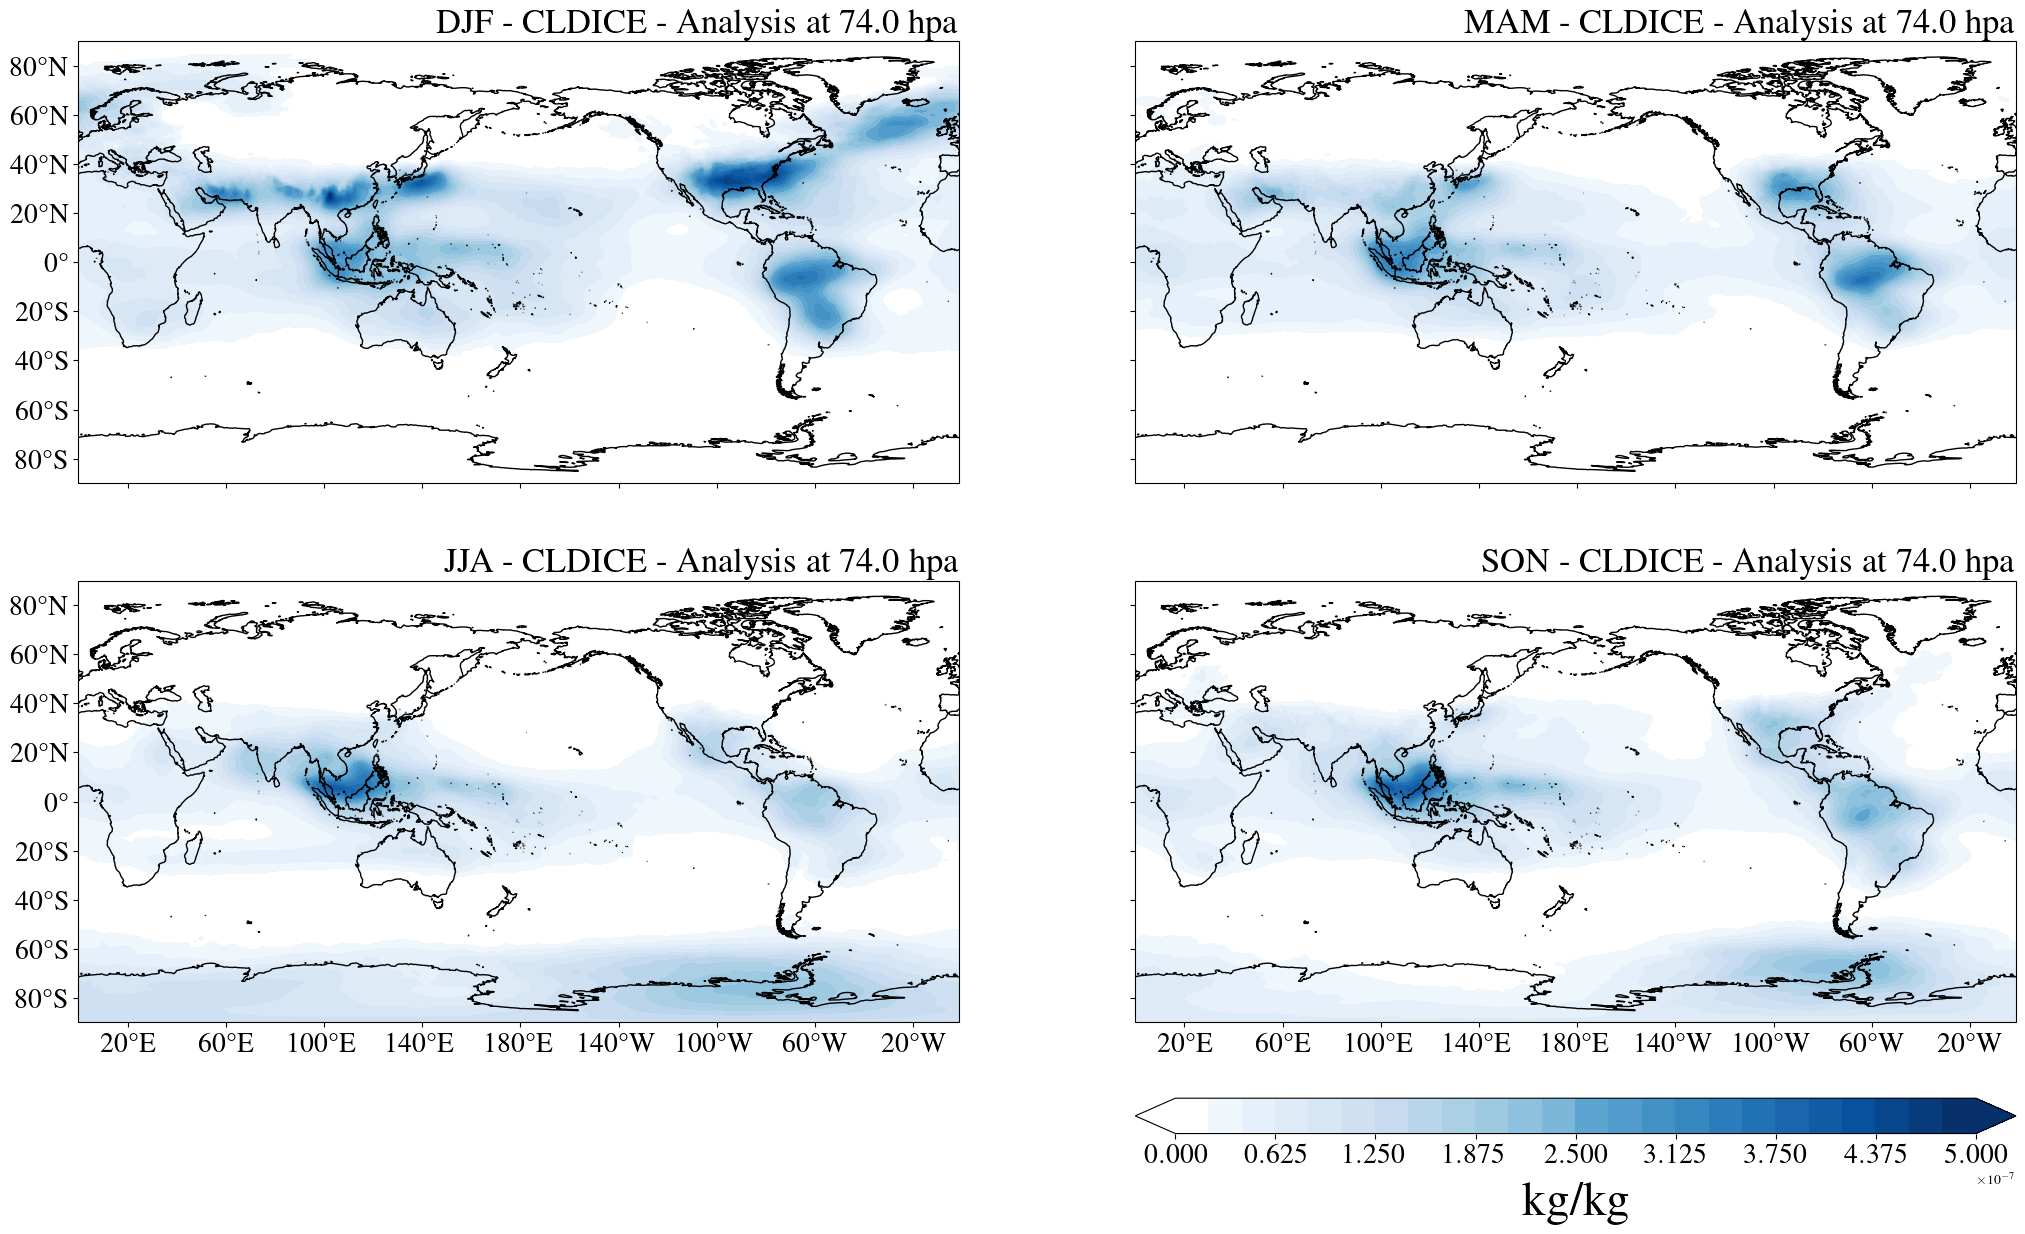 DJF - CLDICE - Analysis at 74.0 hpa
MAM - CLDICE - Analysis at 74.0 hpa
80°N
60°N
40°N
20°N
0°
20°S
40°S
60°S
80°S
JJA - CLDICE - Analysis at 74.0 hpa
SON - CLDICE - Analysis at 74.0 hpa
80°N
60°N
40°N
20°N
0°
20°S
40°S
60°S
80°S
20°E 60°E 100°E 140°E 180°E 140°W 100°W 60°W 20°W
20°E 60°E 100°E 140°E 180°E 140°W 100°W 60°W 20°W
0.000 0.625 1.250 1.875 2.500 3.125 3.750 4.375 5.000
×10⁻⁷
kg/kg